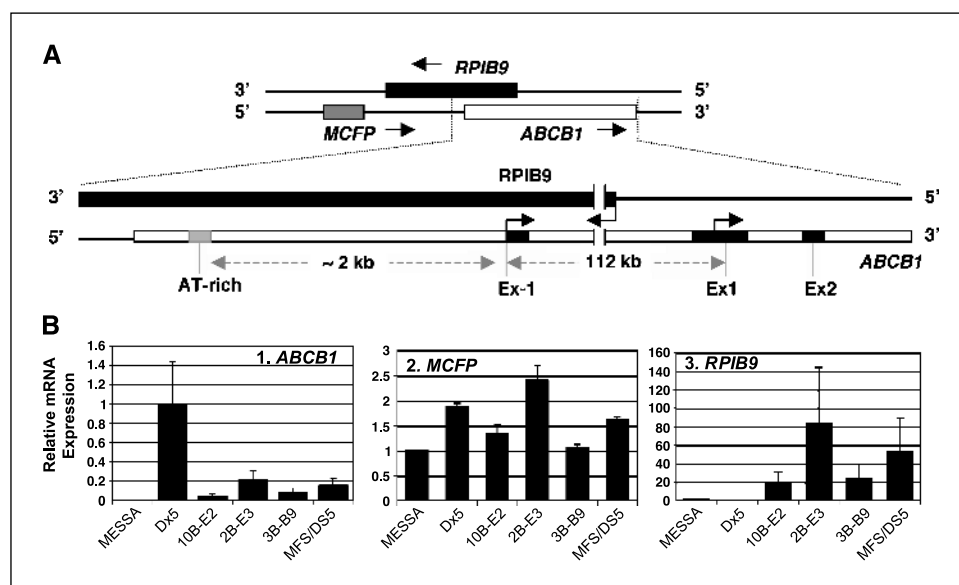 A
RPIB9
3’ 5’
5’ 3’
MCFP ABCB1
RPIB9
3’ 5’
5’ 3’
~ 2 kb 112 kb ABCB1
AT-rich Ex-1 Ex1 Ex2
B
Relative mRNA
Expression
1. ABCB1
1.6
1.4
1.2
1
0.8
0.6
0.4
0.2
0
MESSA Dx5 10B-E2 2B-E3 3B-B9 MFS/DS5
2. MCFP
3
2.5
2
1.5
1
0.5
0
MESSA Dx5 10B-E2 2B-E3 3B-B9 MFS/DS5
3. RPIB9
160
140
120
100
80
60
40
20
0
MESSA Dx5 10B-E2 2B-E3 3B-B9 MFS/DS5